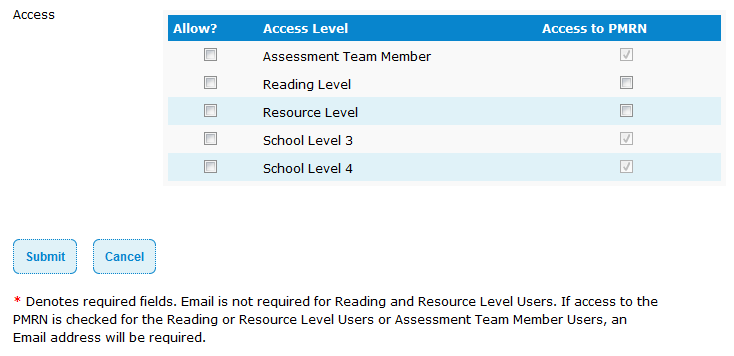 Access
Allow? Access Level Access to PMRN
Assessment Team Member
Reading Level
Resource Level
School Level 3
School Level 4
Submit Cancel
* Denotes required fields. Email is not required for Reading and Resource Level Users. If access to the
PMRN is checked for the Reading or Resource Level Users or Assessment Team Member Users, an
Email address will be required.